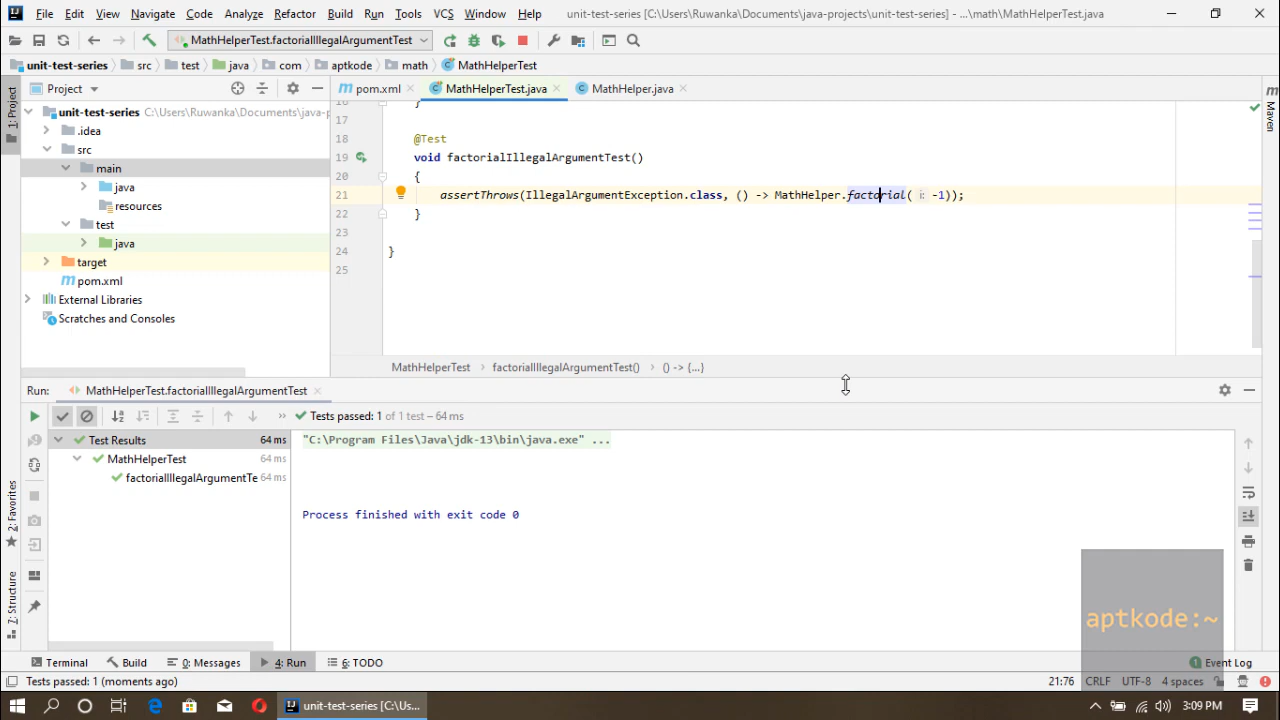 File Edit View Navigate Code Analyze Refactor Build Run Tools VCS Window Help unit-test-series [C:\Users\Ruwanka\Documents\java-projects\unit-test-series] - ...\math\MathHelperTest.java
MathHelperTest.factorialIllegalArgumentTest
unit-test-series src test java com aptkode math MathHelperTest
1: Project
Project
pom.xml MathHelperTest.java MathHelper.java
Maven
unit-test-series C:\Users\Ruwanka\Documents\java-p
.idea
src
main
java
resources
test
java
target
pom.xml
External Libraries
Scratches and Consoles
16 }
17
18 @Test
19 void factorialIllegalArgumentTest()
20 {
21 assertThrows(IllegalArgumentException.class, () -> MathHelper.factorial( i: -1));
22 }
23
24 }
25
MathHelperTest factorialIllegalArgumentTest() () -> {...}
Run: MathHelperTest.factorialIllegalArgumentTest
Tests passed: 1 of 1 test – 64 ms
Test Results 64 ms
MathHelperTest 64 ms
factorialIllegalArgumentTe 64 ms
"C:\Program Files\Java\jdk-13\bin\java.exe" ...
Process finished with exit code 0
2: Favorites
7: Structure
aptkode:~
Terminal Build 0: Messages 4: Run 6: TODO Event Log
Tests passed: 1 (moments ago) 21:76 CRLF UTF-8 4 spaces
unit-test-series [C:\Us... 3:09 PM